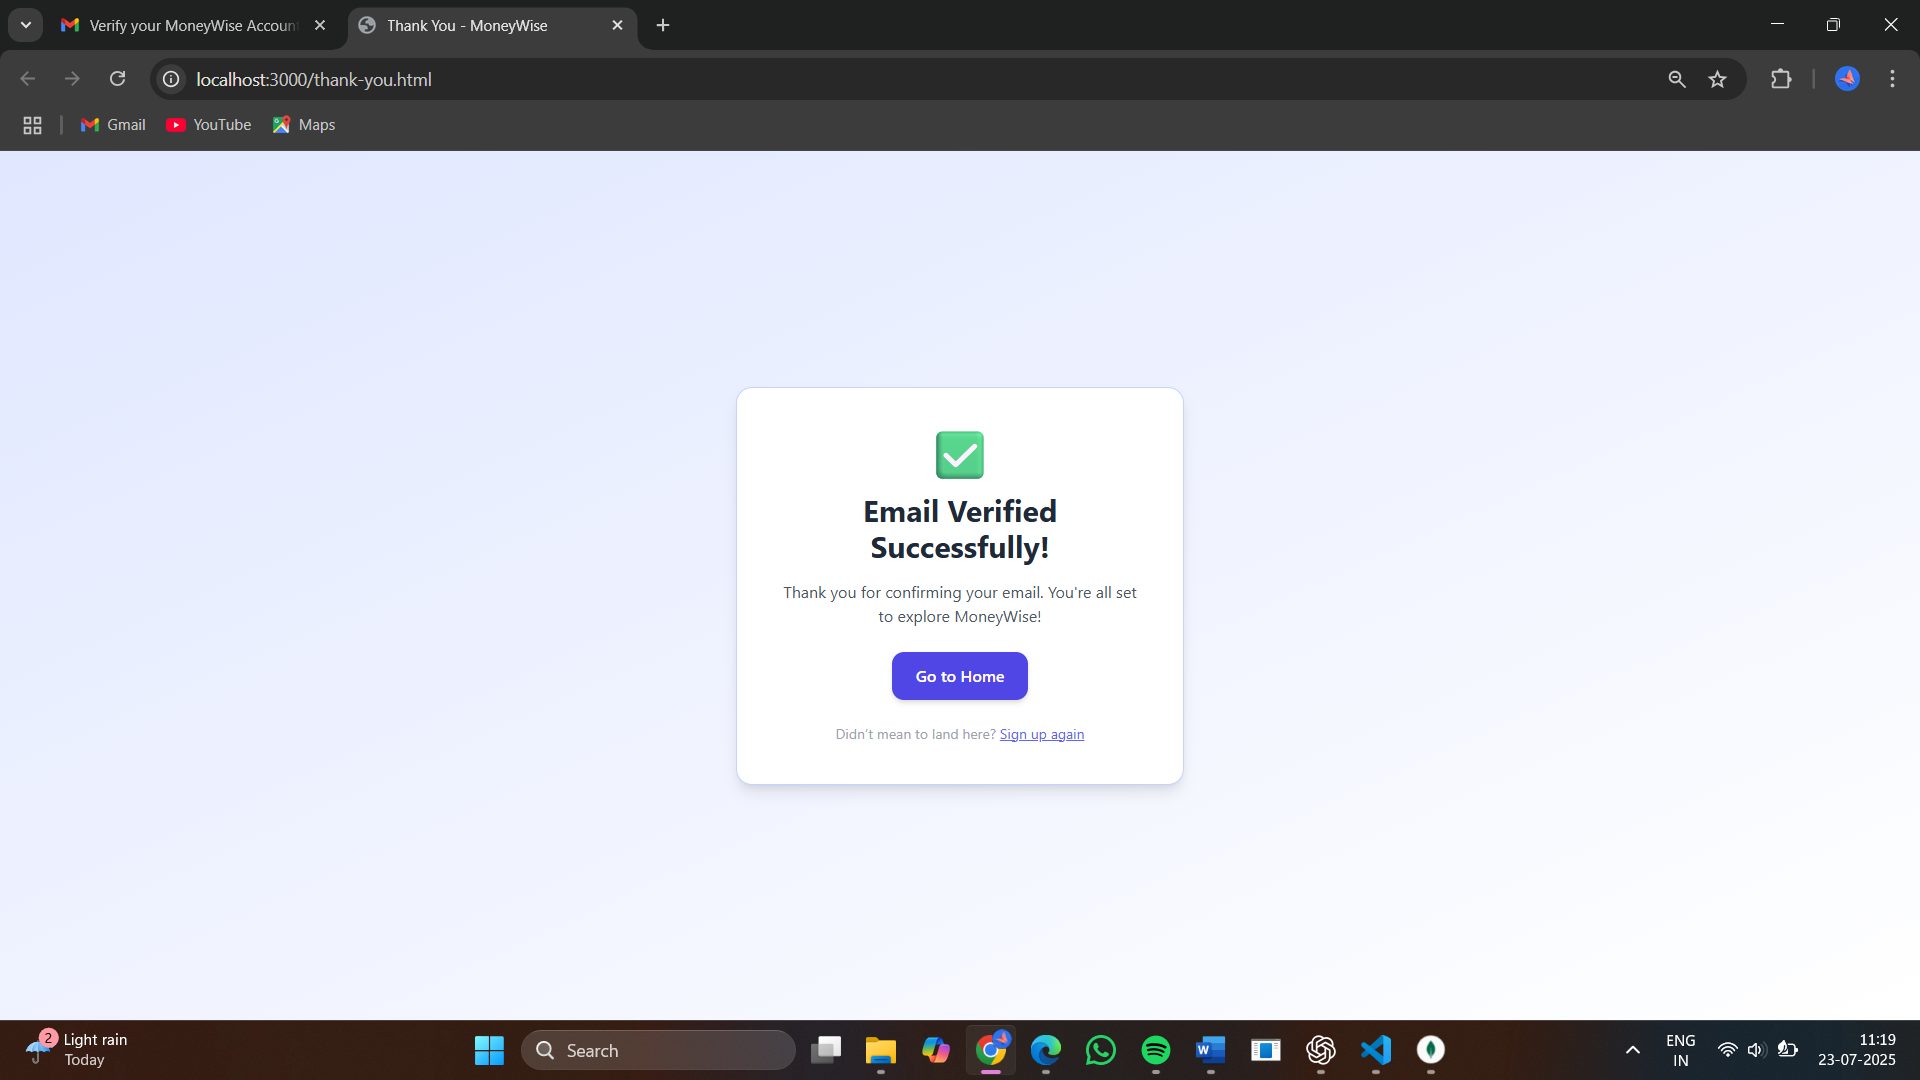 Verify your MoneyWise Accoun
Thank You - MoneyWise
localhost:3000/thank-you.html
Gmail
YouTube
Maps
Email Verified
Successfully!
Thank you for confirming your email. You're all set
to explore MoneyWise!
Go to Home
Didn't mean to land here? Sign up again
2
Light rain
Today
Search
W
ENG
IN
11:19
23-07-2025